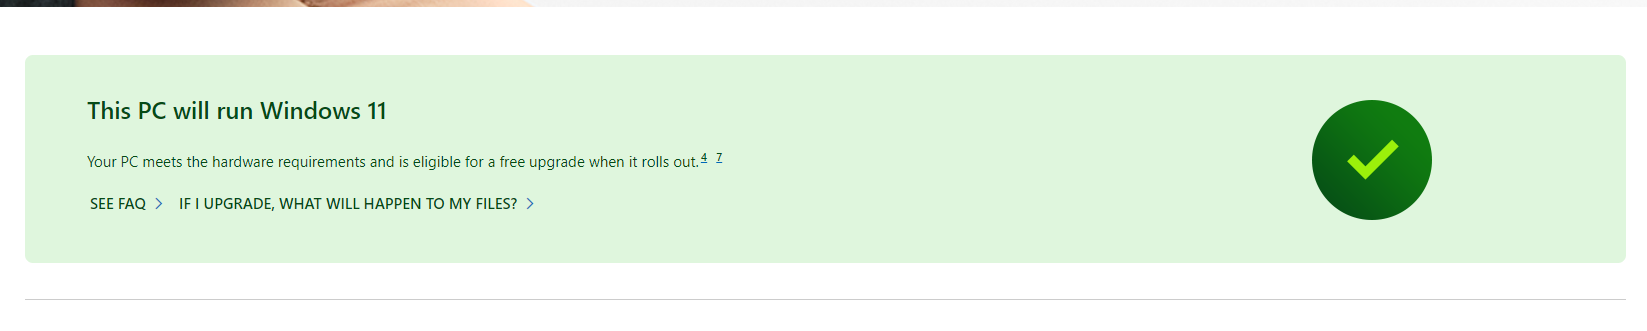 This PC will run Windows 11
Your PC meets the hardware requirements and is eligible for a free upgrade when it rolls out.4 7
SEE FAQ > IF I UPGRADE, WHAT WILL HAPPEN TO MY FILES? >